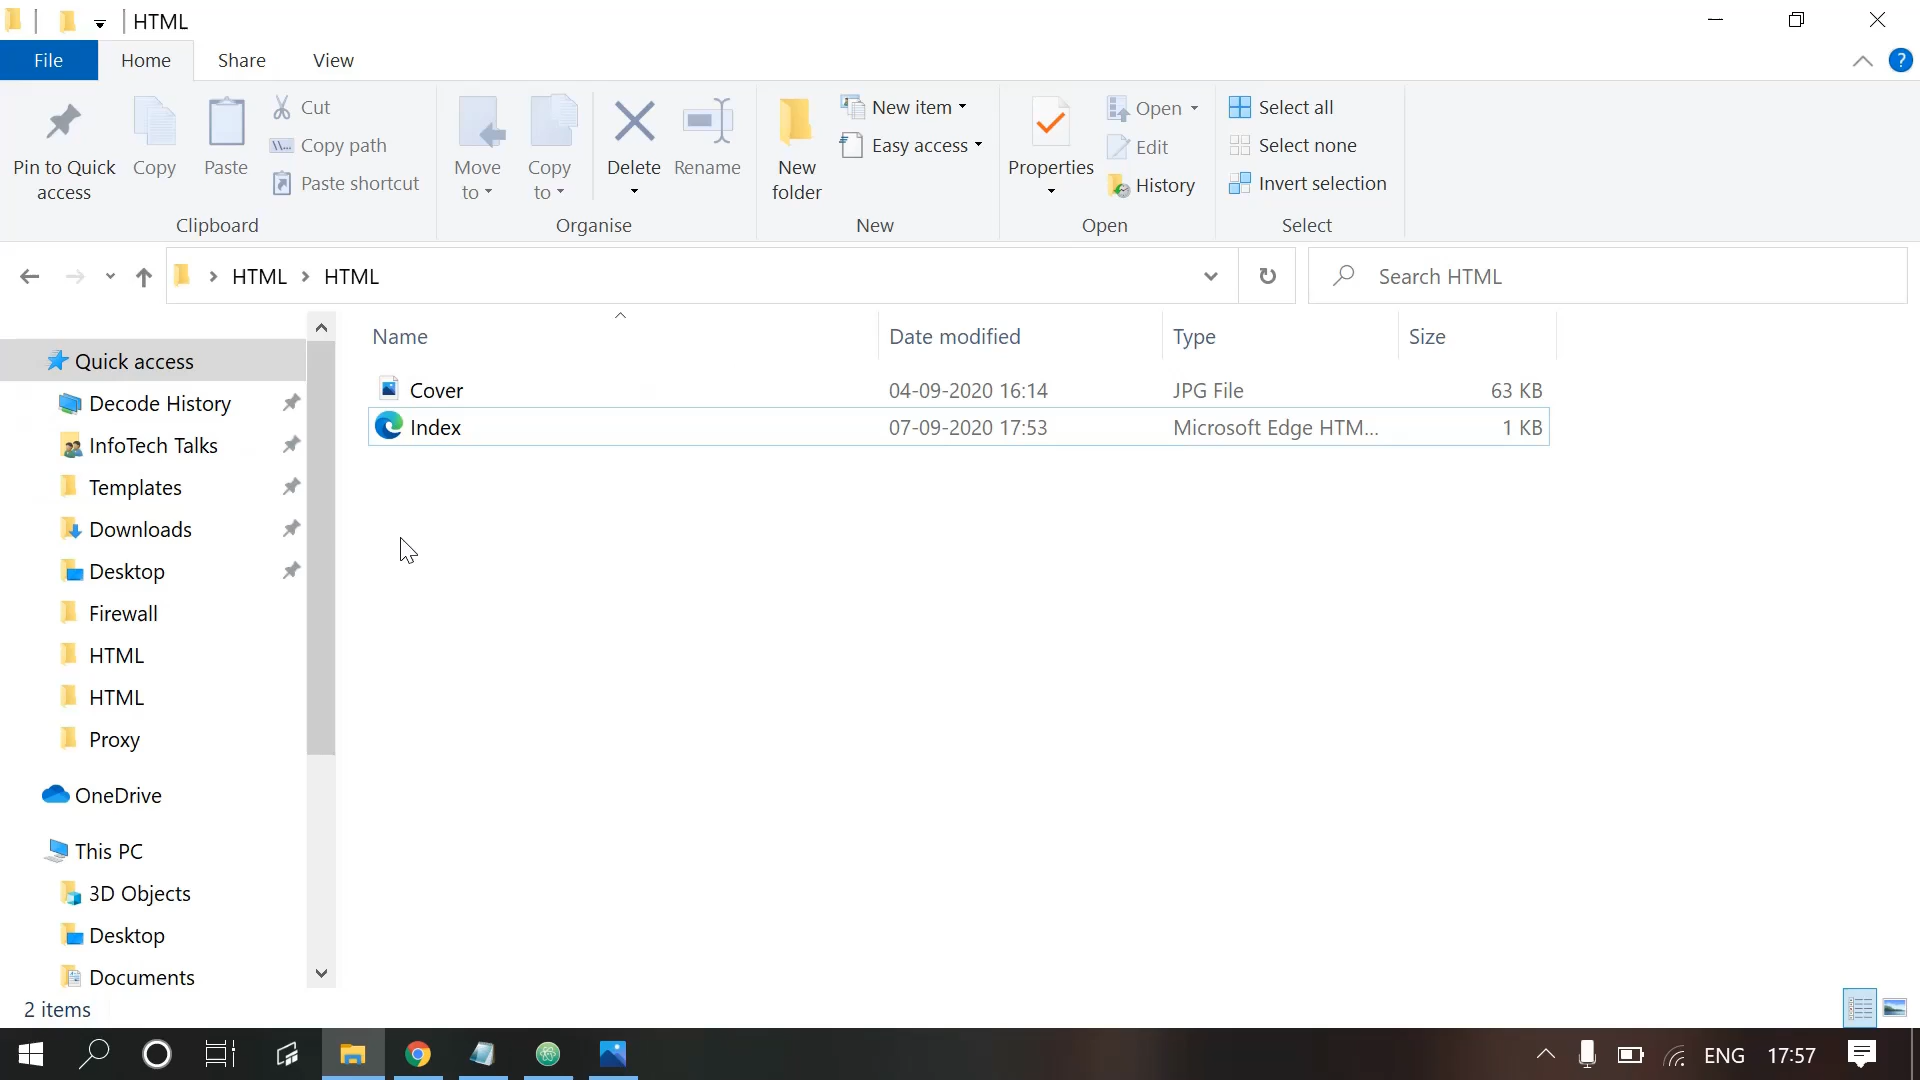 HTML
File Home Share View
Pin to Quick access
Copy
Paste
Cut
Copy path
Paste shortcut
Clipboard
Move to
Copy to
Delete
Rename
Organise
New folder
New item
Easy access
New
Properties
Open
Edit
History
Open
Select all
Select none
Invert selection
Select
HTML HTML
Search HTML
Quick access
Decode History
InfoTech Talks
Templates
Downloads
Desktop
Firewall
HTML
HTML
Proxy
OneDrive
This PC
3D Objects
Desktop
Documents
Name Date modified Type Size
Cover 04-09-2020 16:14 JPG File 63 KB
Index 07-09-2020 17:53 Microsoft Edge HTM... 1 KB
2 items
ENG 17:57